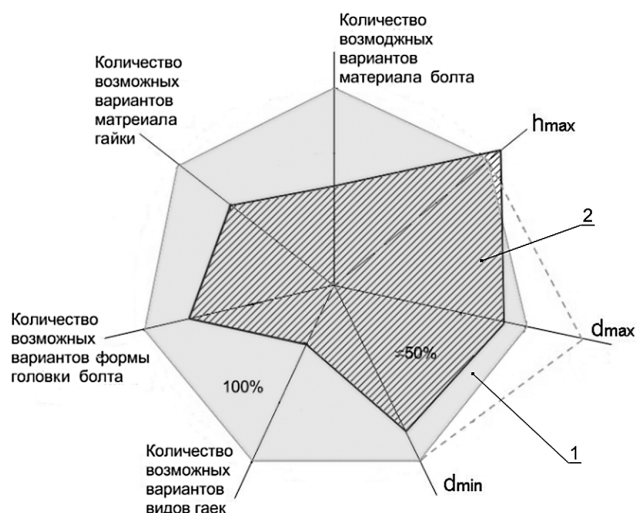 Количество
возмоджных
вариантов
материала болта
Количество
возможных
вариантов
матреиала
гайки
hmax
2
dmax
Количество
возможных
вариантов формы
головки болта
≈50%
100%
1
Количество
возможных
вариантов
видов гаек
dmin